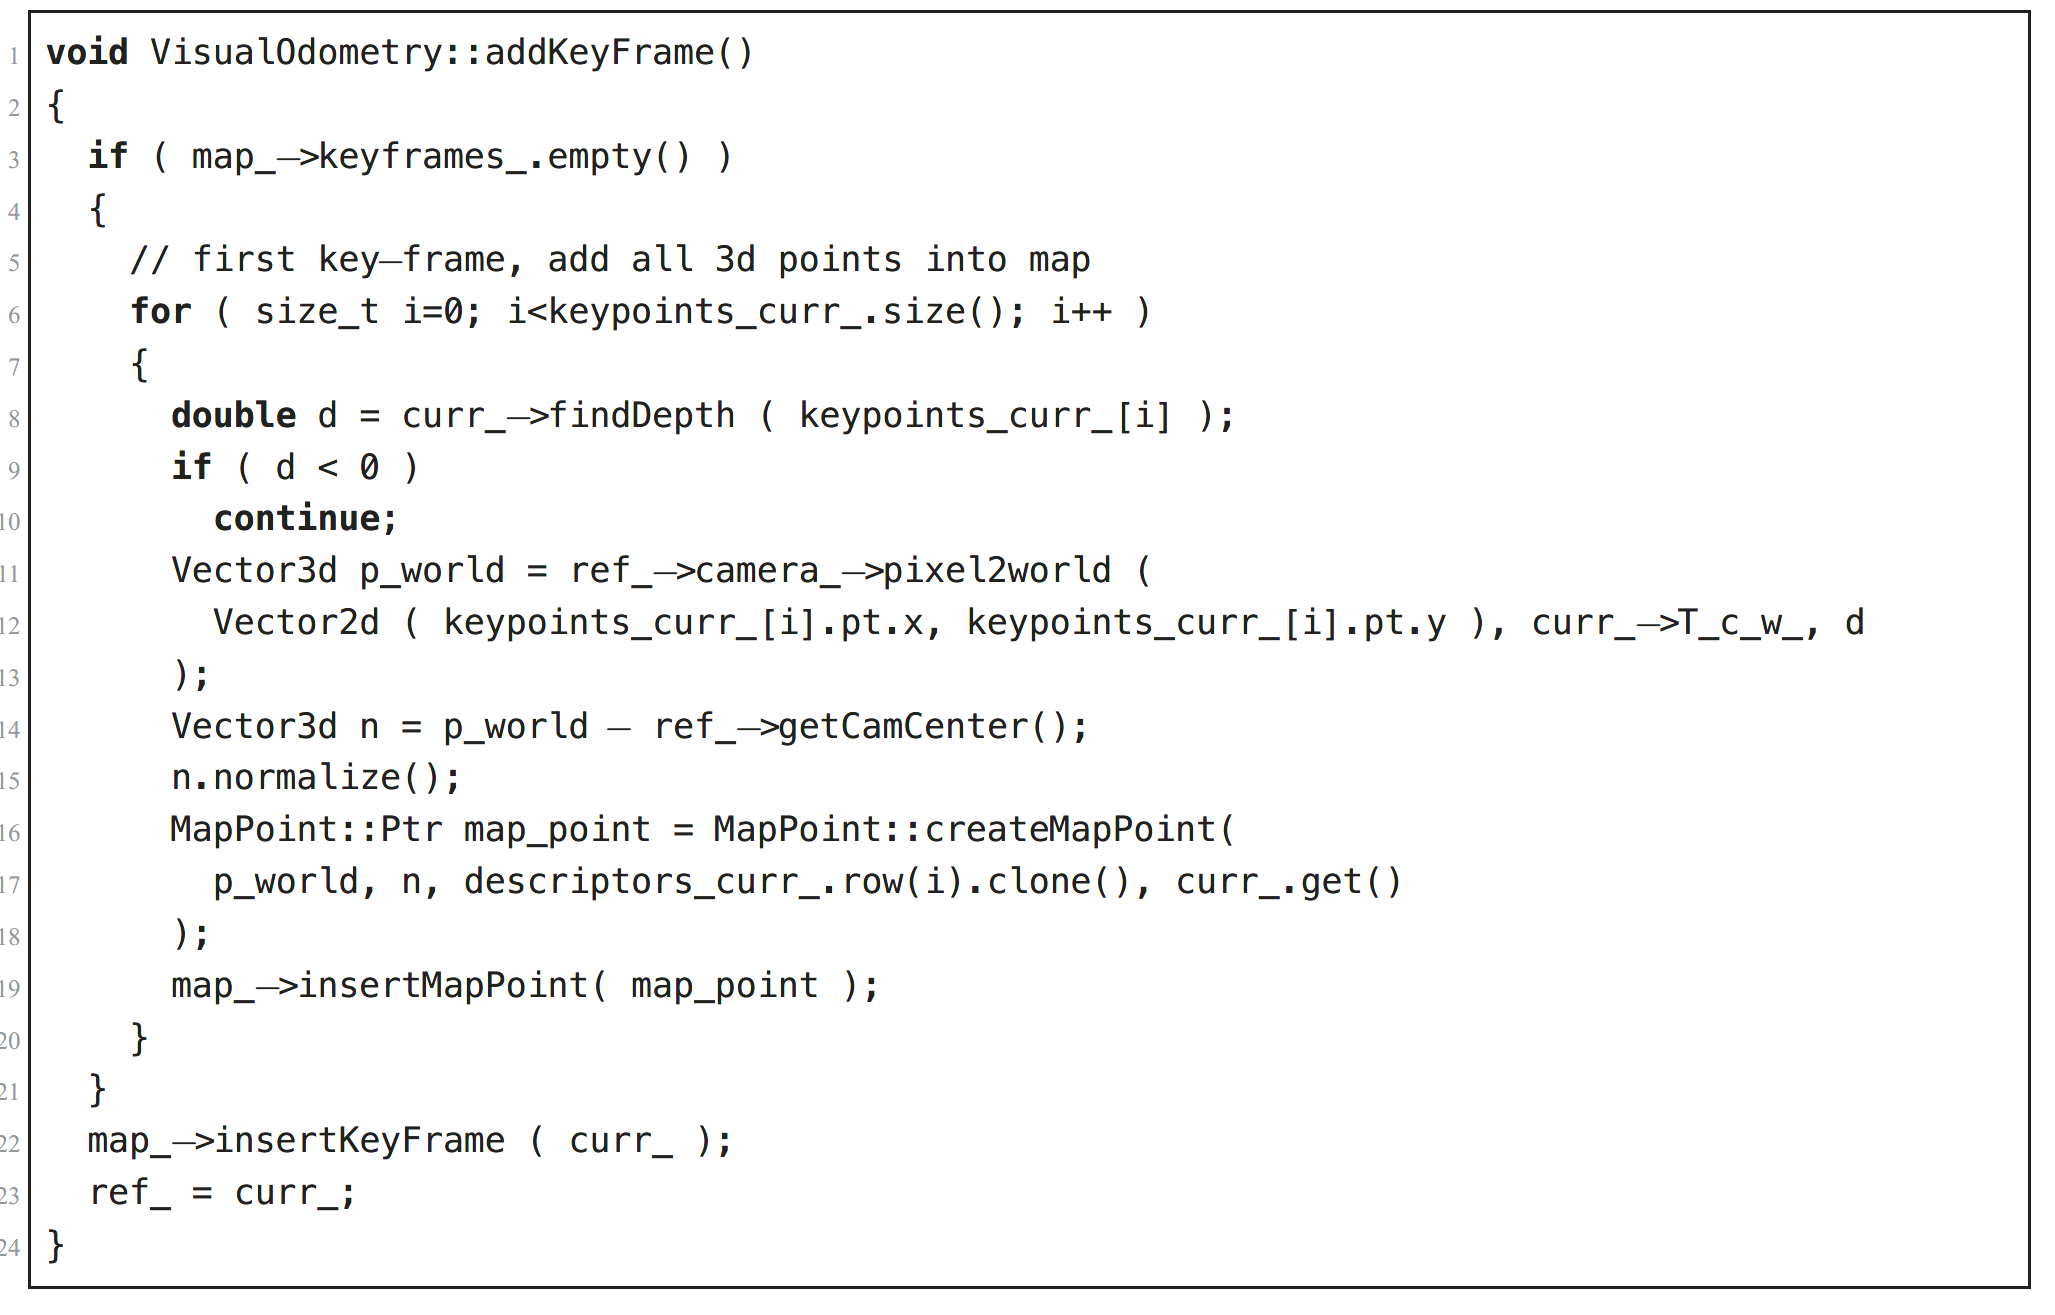 1 void VisualOdometry::addKeyFrame()
2 {
3 if ( map_—>keyframes_.empty() )
4 {
5 // first key—frame, add all 3d points into map
6 for ( size_t i=0; i<keypoints_curr_.size(); i++ )
7 {
8 double d = curr_—>findDepth ( keypoints_curr_[i] );
9 if ( d < 0 )
10 continue;
11 Vector3d p_world = ref_—>camera_—>pixel2world (
12 Vector2d ( keypoints_curr_[i].pt.x, keypoints_curr_[i].pt.y ), curr_—>T_c_w_, d
13 );
14 Vector3d n = p_world — ref_—>getCamCenter();
15 n.normalize();
16 MapPoint::Ptr map_point = MapPoint::createMapPoint(
17 p_world, n, descriptors_curr_.row(i).clone(), curr_.get()
18 );
19 map_—>insertMapPoint( map_point );
20 }
21 }
22 map_—>insertKeyFrame ( curr_ );
23 ref_ = curr_;
24 }